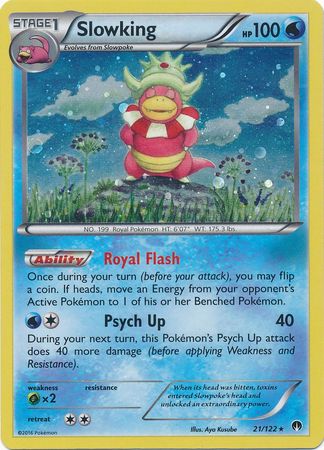 STAGE1 Slowking HP100
Evolves from Slowpoke
NO. 199 Royal Pokémon HT: 6'07" WT: 175.3 lbs.
Ability Royal Flash
Once during your turn (before your attack), you may flip
a coin. If heads, move an Energy from your opponent's
Active Pokémon to 1 of his or her Benched Pokémon.
Psych Up 40
During your next turn, this Pokémon's Psych Up attack
does 40 more damage (before applying Weakness and
Resistance).
weakness resistance
×2
retreat
When its head was bitten, toxins
entered Slowpoke's head and
unlocked an extraordinary power.
©2016 Pokémon Illus. Ayo Kusube 21/122 ★